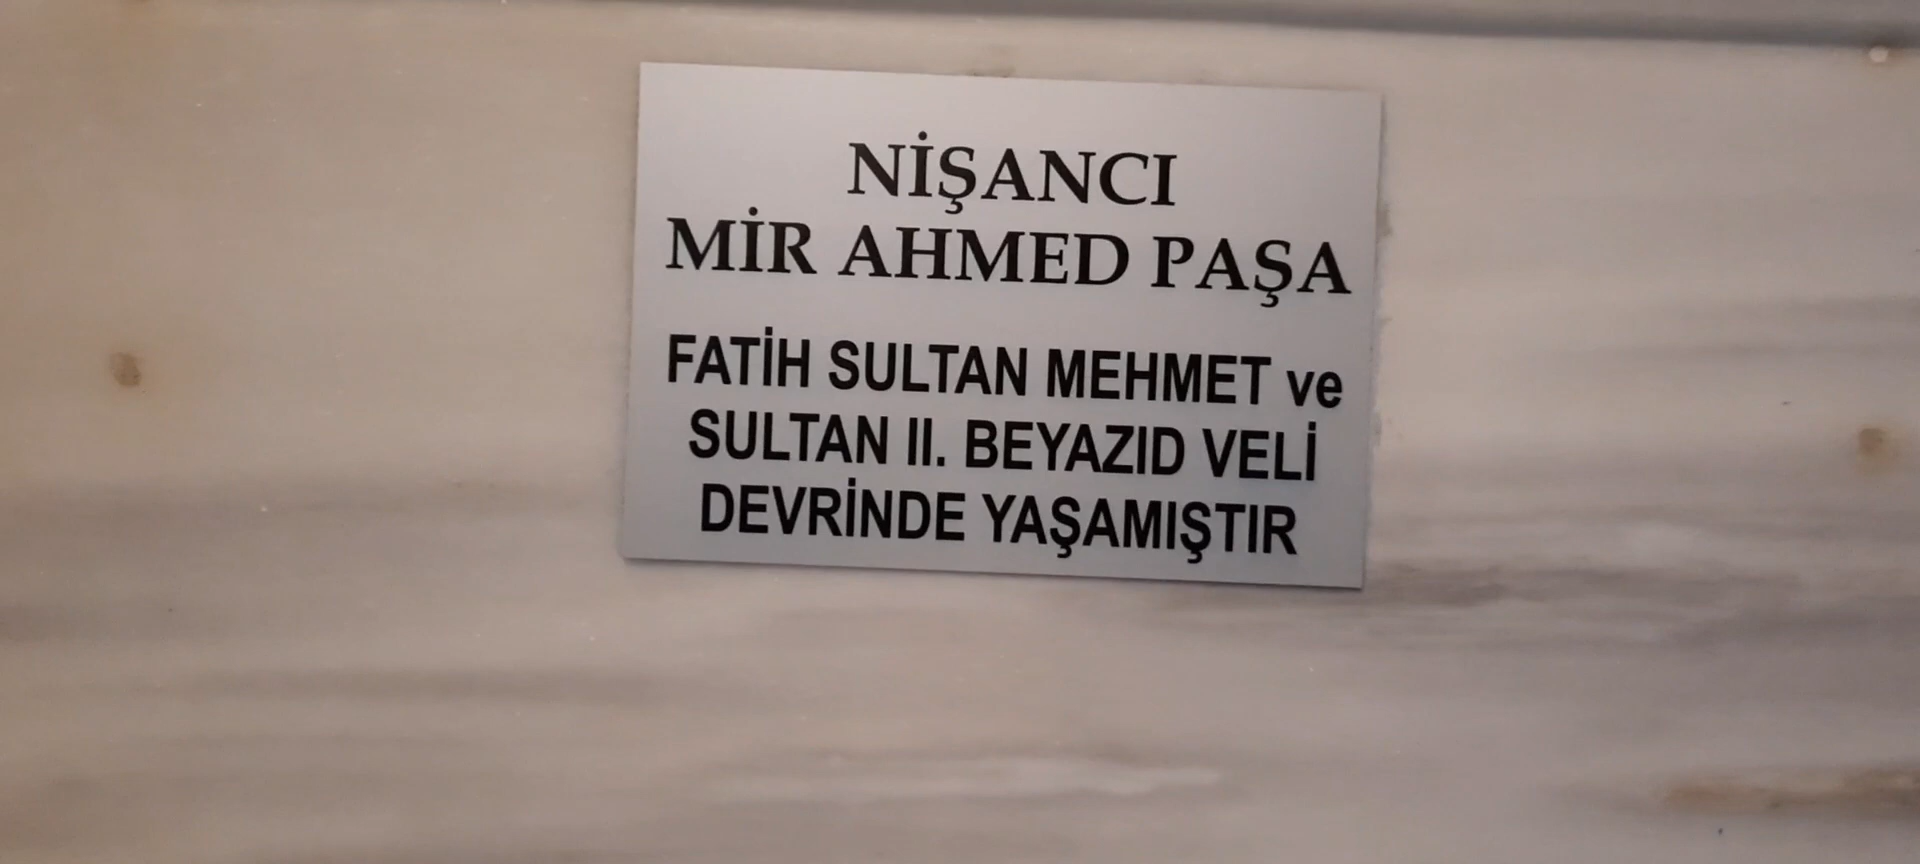 NİŞANCI
MİR AHMED PAŞA
FATİH SULTAN MEHMET ve
SULTAN II. BEYAZID VELİ
DEVRİNDE YAŞAMIŞTIR